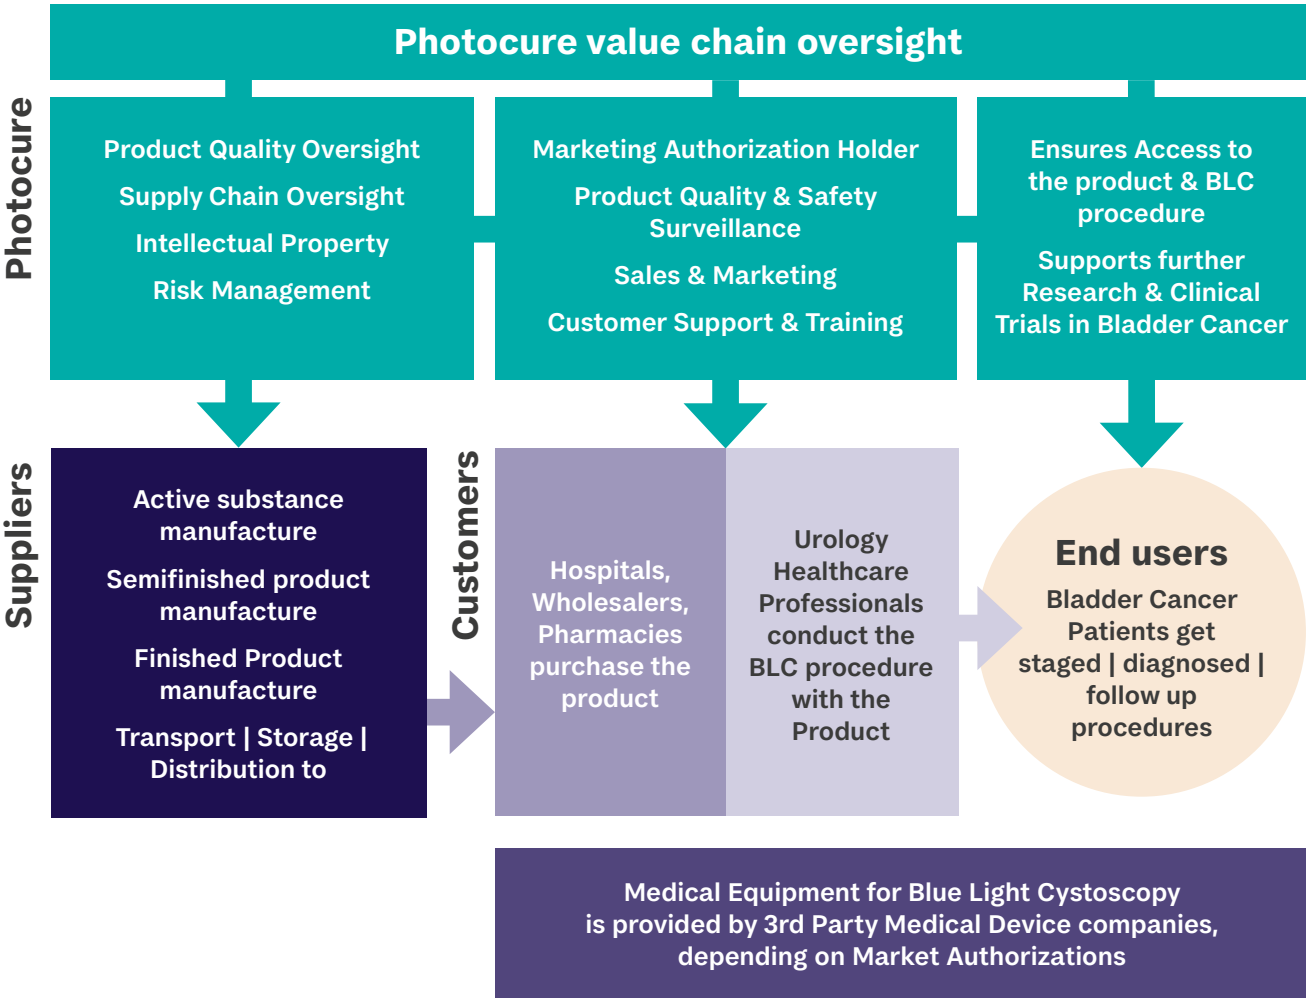 Photocure value chain oversight
Photocure
Product Quality Oversight
Supply Chain Oversight
Intellectual Property
Risk Management
Marketing Authorization Holder
Product Quality & Safety
Surveillance
Sales & Marketing
Customer Support & Training
Ensures Access to
the product & BLC
procedure
Supports further
Research & Clinical
Trials in Bladder Cancer
Suppliers
Active substance
manufacture
Semifinished product
manufacture
Finished Product
manufacture
Transport | Storage |
Distribution to
Customers
Hospitals,
Wholesalers,
Pharmacies
purchase the
product
Urology
Healthcare
Professionals
conduct the
BLC procedure
with the
Product
End users
Bladder Cancer
Patients get
staged | diagnosed |
follow up
procedures
Medical Equipment for Blue Light Cystoscopy
is provided by 3rd Party Medical Device companies,
depending on Market Authorizations